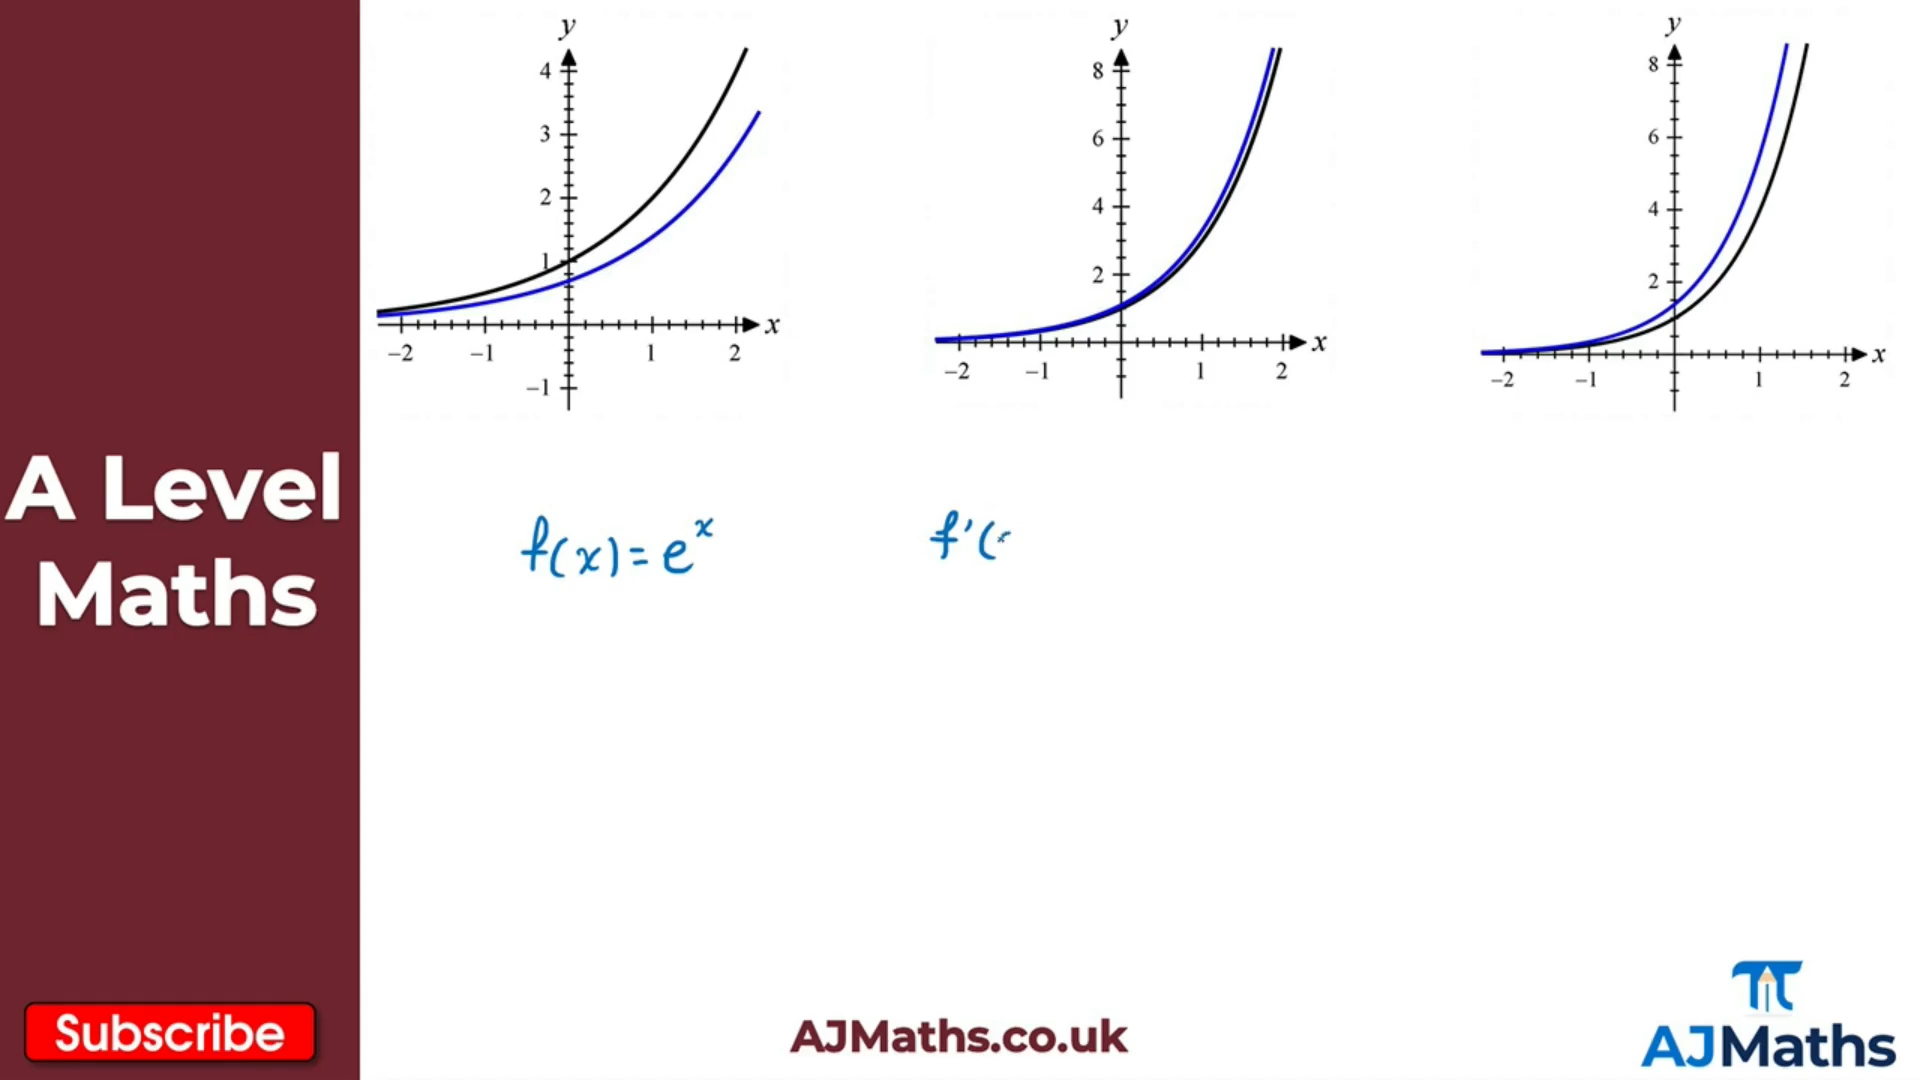 y
4
3
2
1
-2 -1 1 2 x
-1
y
8
6
4
2
-2 -1 1 2 x
y
8
6
4
2
-2 -1 1 2 x
A Level
Maths
f(x) = eˣ
f'(x
Subscribe
AJMaths.co.uk
AJMaths